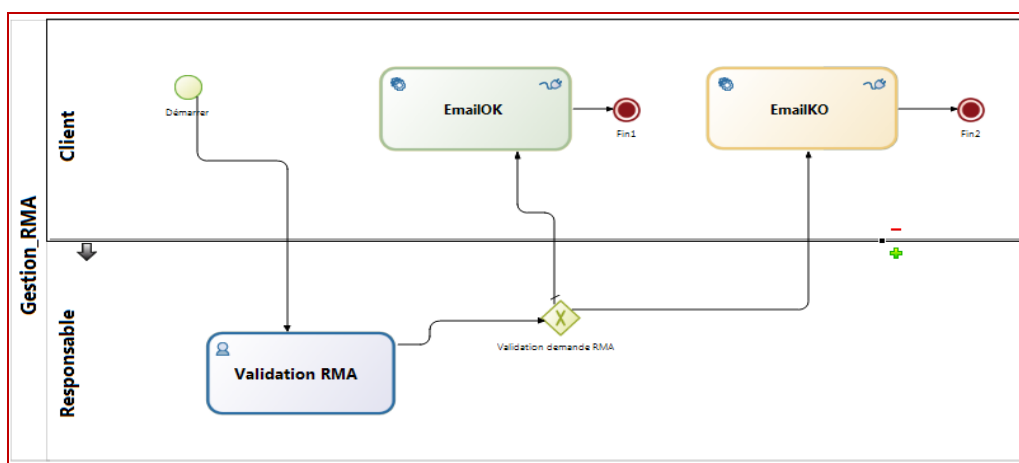 Gestion_RMA
Client
Démarrer
EmailOK
Fin1
EmailKO
Fin2
Responsable
Validation RMA
X
Validation demande RMA